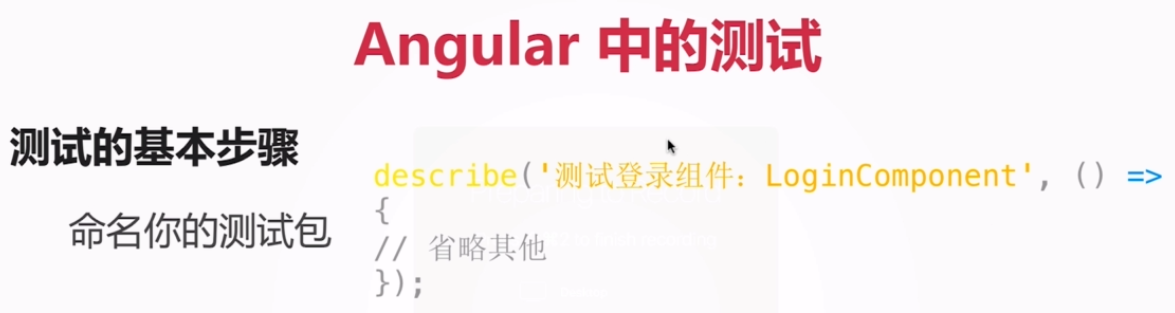 Angular 中的测试
测试的基本步骤
命名你的测试包
describe('测试登录组件：LoginComponent', () =>
{
// 省略其他
});